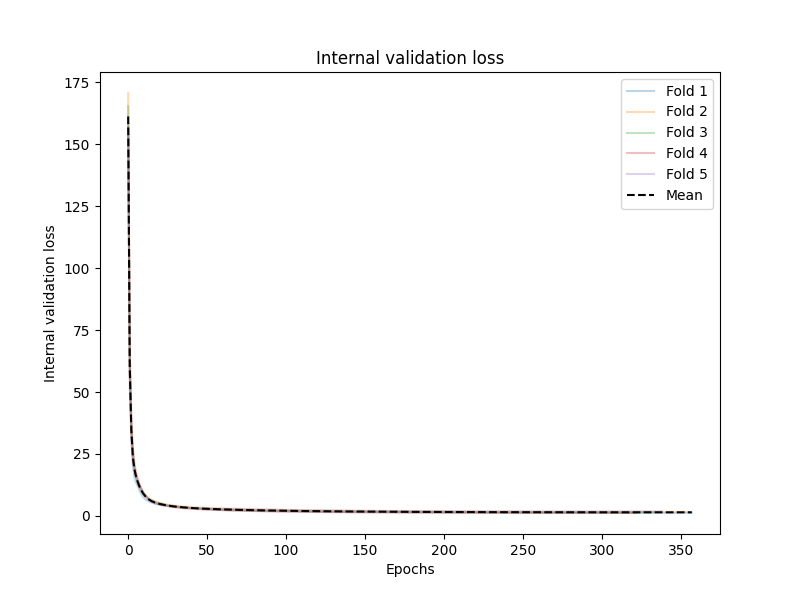 Internal validation loss
175
150
125
100
75
50
25
0
Internal validation loss
0
50
100
150
200
250
300
350
Epochs
Fold 1
Fold 2
Fold 3
Fold 4
Fold 5
Mean